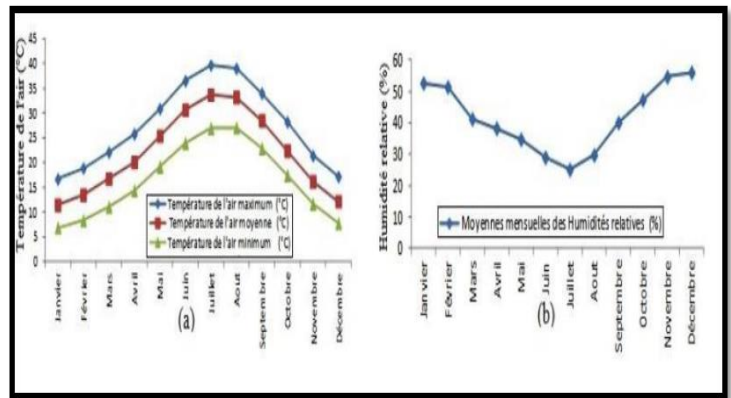 Température de l'air (°C)
45
40
35
30
25
20
15
10
5
0
Température de l'air maximum (°C)
Température de l'air moyenne (°C)
Température de l'air minimum (°C)
Janvier
Février
Mars
Avril
Mai
Juin
Juillet
Aout
Septembre
Octobre
Novembre
Décembre
(a)
Humidité relative (%)
60
50
40
30
20
10
0
Moyennes mensuelles des Humidités relatives (%)
Janvier
Février
Mars
Avril
Mai
Juin
Juillet
Aout
Septembre
Octobre
Novembre
Décembre
(b)